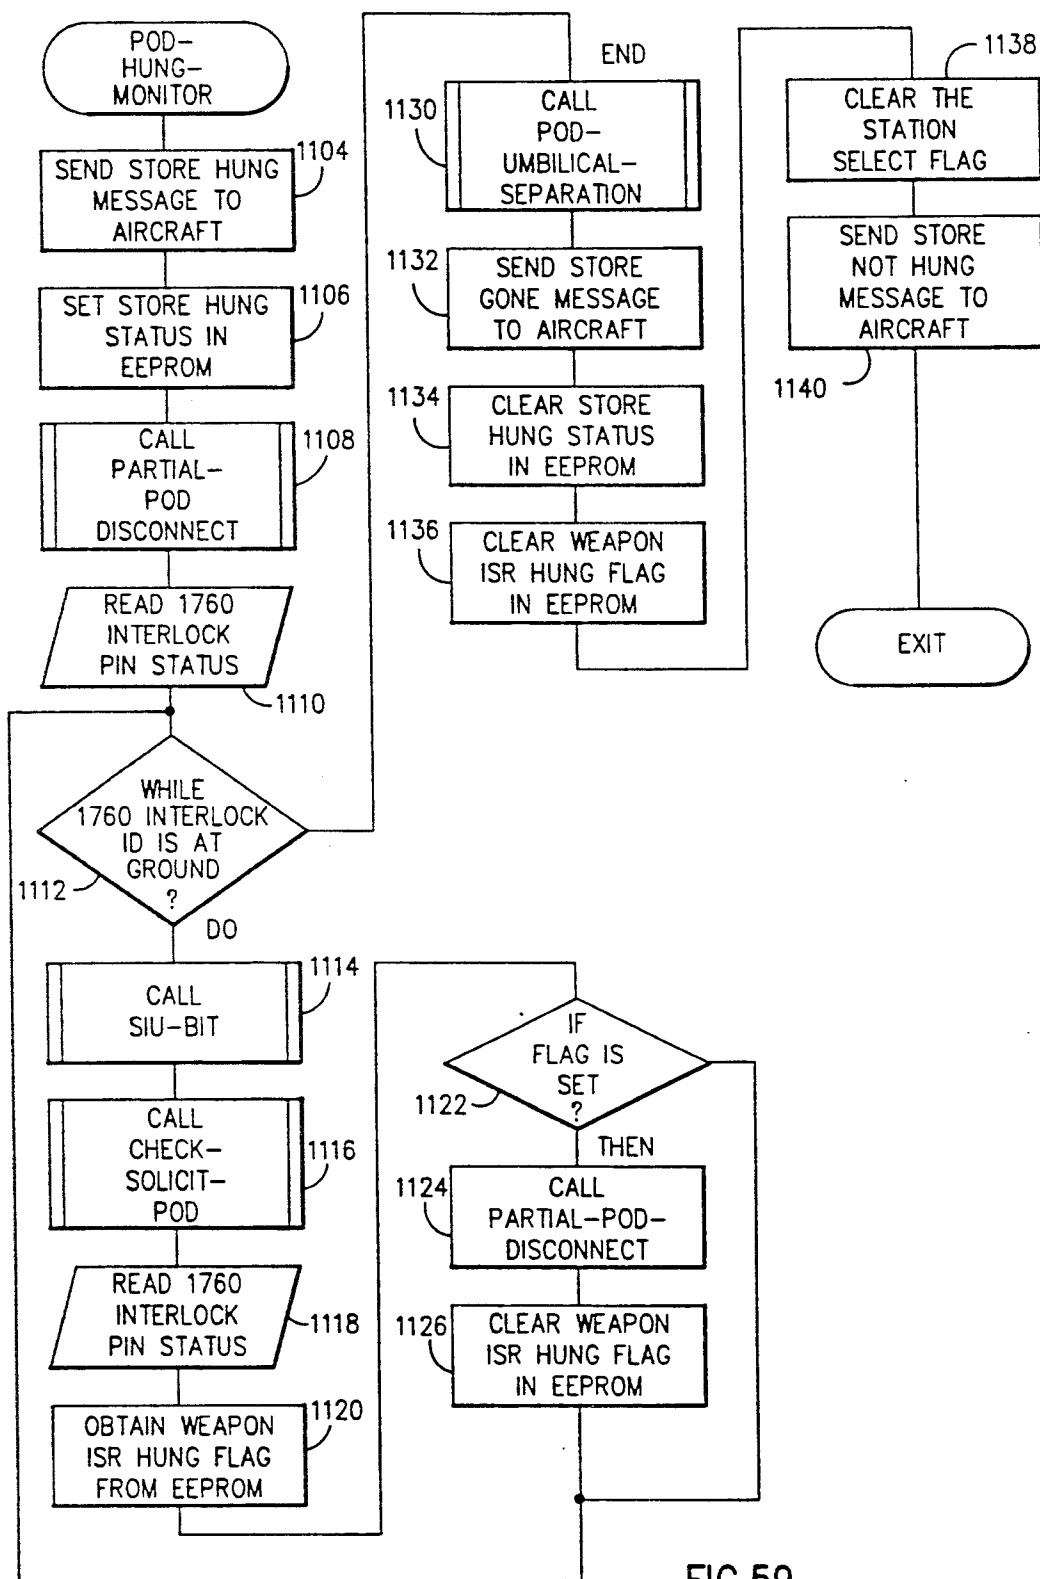 POD-
HUNG-
MONITOR
1104
SEND STORE HUNG
MESSAGE TO
AIRCRAFT
1106
SET STORE HUNG
STATUS IN
EEPROM
1108
CALL
PARTIAL-
POD
DISCONNECT
READ 1760
INTERLOCK
PIN STATUS
1110
WHILE
1760 INTERLOCK
ID IS AT
GROUND
?
1112
DO
1114
CALL
SIU-BIT
CALL
CHECK-
SOLICIT-
POD
1116
READ 1760
INTERLOCK
PIN STATUS
1118
1120
OBTAIN WEAPON
ISR HUNG FLAG
FROM EEPROM
IF
FLAG IS
SET
?
1122
THEN
1124
CALL
PARTIAL-POD-
DISCONNECT
1126
CLEAR WEAPON
ISR HUNG FLAG
IN EEPROM
END
1130
CALL
POD-
UMBILICAL-
SEPARATION
1132
SEND STORE
GONE MESSAGE
TO AIRCRAFT
1134
CLEAR STORE
HUNG STATUS
IN EEPROM
1136
CLEAR WEAPON
ISR HUNG FLAG
IN EEPROM
1138
CLEAR THE
STATION
SELECT FLAG
SEND STORE
NOT HUNG
MESSAGE TO
AIRCRAFT
1140
EXIT
FIG.59